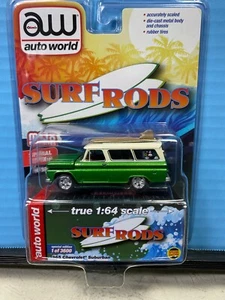 aw
auto world
• accurately scaled
• die-cast metal body
and chassis
• rubber tires
SURF RODS
true 1:64 scale
auto world
SURF RODS
1 of 3600
Chevrolet Suburban